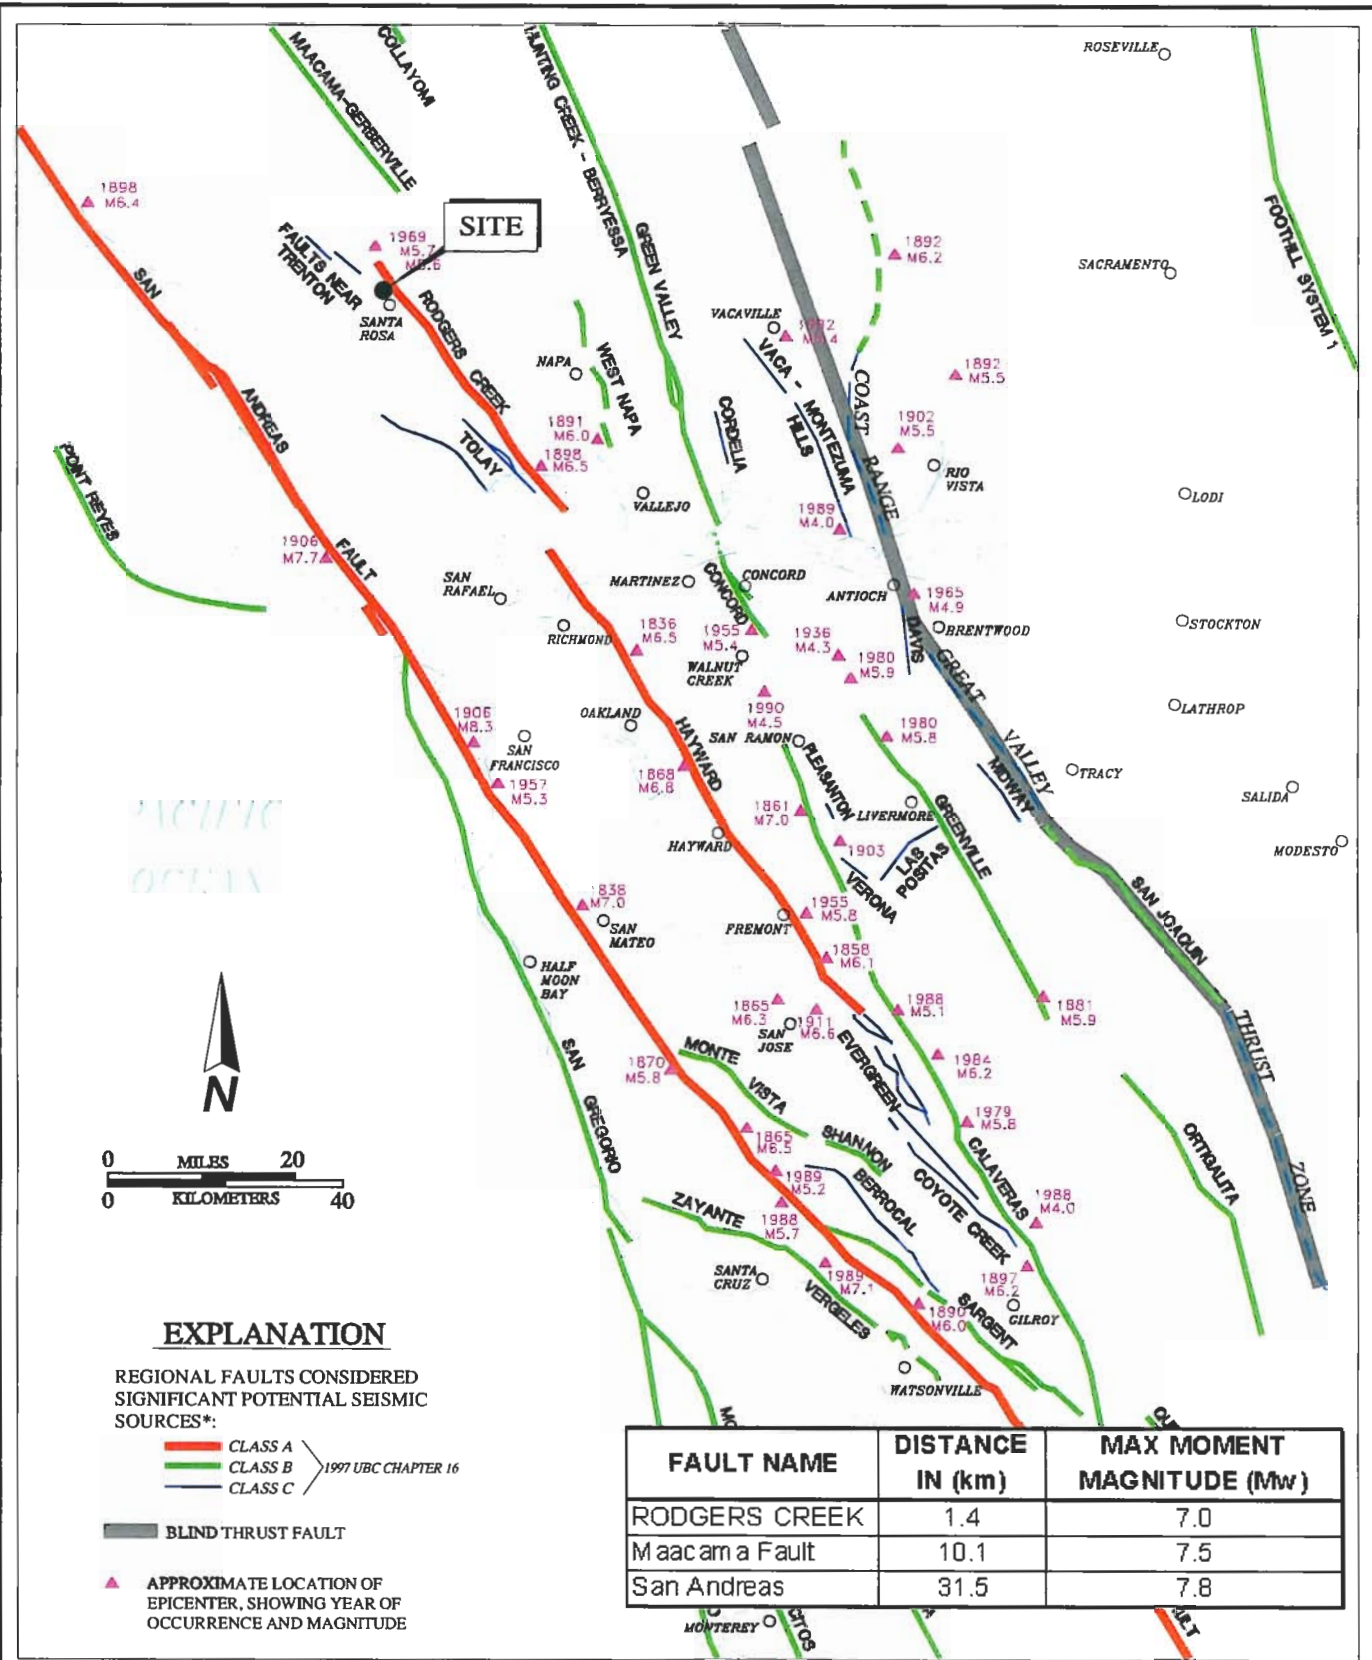 ROSEVILLE
COLLAYOMI
MAACAMA-GERBERVILLE
HUNTING CREEK - BERRYESSA
1898
M6.4
SITE
FAULTS NEAR
TRENTON
1969
M5.7
GREEN VALLEY
1892
M6.2
SACRAMENTO
FOOTHILL SYSTEM 1
SAN
ANDREAS
FAULT
SANTA
ROSA
RODGERS
CREEK
VACAVILLE
NAPA
WEST NAPA
VACA - MONTEZUMA
HILLS
1892
M5.5
COAST
RANGE
CORDELIA
1902
M5.5
1891
M6.0
1898
M6.5
TOLAY
RIO
VISTA
POINT REYES
VALLEJO
LODI
1989
M4.0
1906
M7.7
SAN
RAFAEL
MARTINEZ
CONCORD
CONCORD
ANTIOCH
1965
M4.9
RICHMOND
1836
M6.5
1955
M5.4
1936
M4.3
DAVIS
BRENTWOOD
STOCKTON
WALNUT
CREEK
1980
M5.9
GREAT
VALLEY
1906
M8.3
OAKLAND
1990
M4.5
SAN RAMON
1980
M5.8
LATHROP
SAN
FRANCISCO
HAYWARD
PLEASANTON
1868
M6.8
MIDWAY
TRACY
1957
M5.3
SALIDA
PACIFIC
OCEAN
1861
M7.0
LIVERMORE
GREENVILLE
HAYWARD
1903
LAS
POSITAS
VERONA
MODESTO
SAN JOAQUIN
1838
M7.0
SAN
MATEO
FREMONT
1955
M5.8
1858
M6.1
HALF
MOON
BAY
1865
M6.3
SAN
JOSE
1911
M6.6
1988
M5.1
1881
M5.9
THRUST
ZONE
N
SAN
GREGORIO
1870
M5.8
MONTE
VISTA
SHANNON
EVERGREEN
1984
M6.2
1979
M5.8
ORTIGALITA
1865
M6.5
0 MILES 20
0 KILOMETERS 40
1989
M5.2
BERROCAL
COYOTE CREEK
CALAVERAS
1988
M4.0
ZAYANTE
1988
M5.7
SANTA
CRUZ
1989
M7.1
VERGELES
1897
M6.2
GILROY
1890
M6.0
SARGENT
WATSONVILLE
EXPLANATION
REGIONAL FAULTS CONSIDERED
SIGNIFICANT POTENTIAL SEISMIC
SOURCES*:
CLASS A
CLASS B
CLASS C
1997 UBC CHAPTER 16
BLIND THRUST FAULT
APPROXIMATE LOCATION OF
EPICENTER, SHOWING YEAR OF
OCCURRENCE AND MAGNITUDE
FAULT NAME DISTANCE IN (km) MAX MOMENT MAGNITUDE (Mw)
RODGERS CREEK 1.4 7.0
Maacama Fault 10.1 7.5
San Andreas 31.5 7.8
MONTEREY